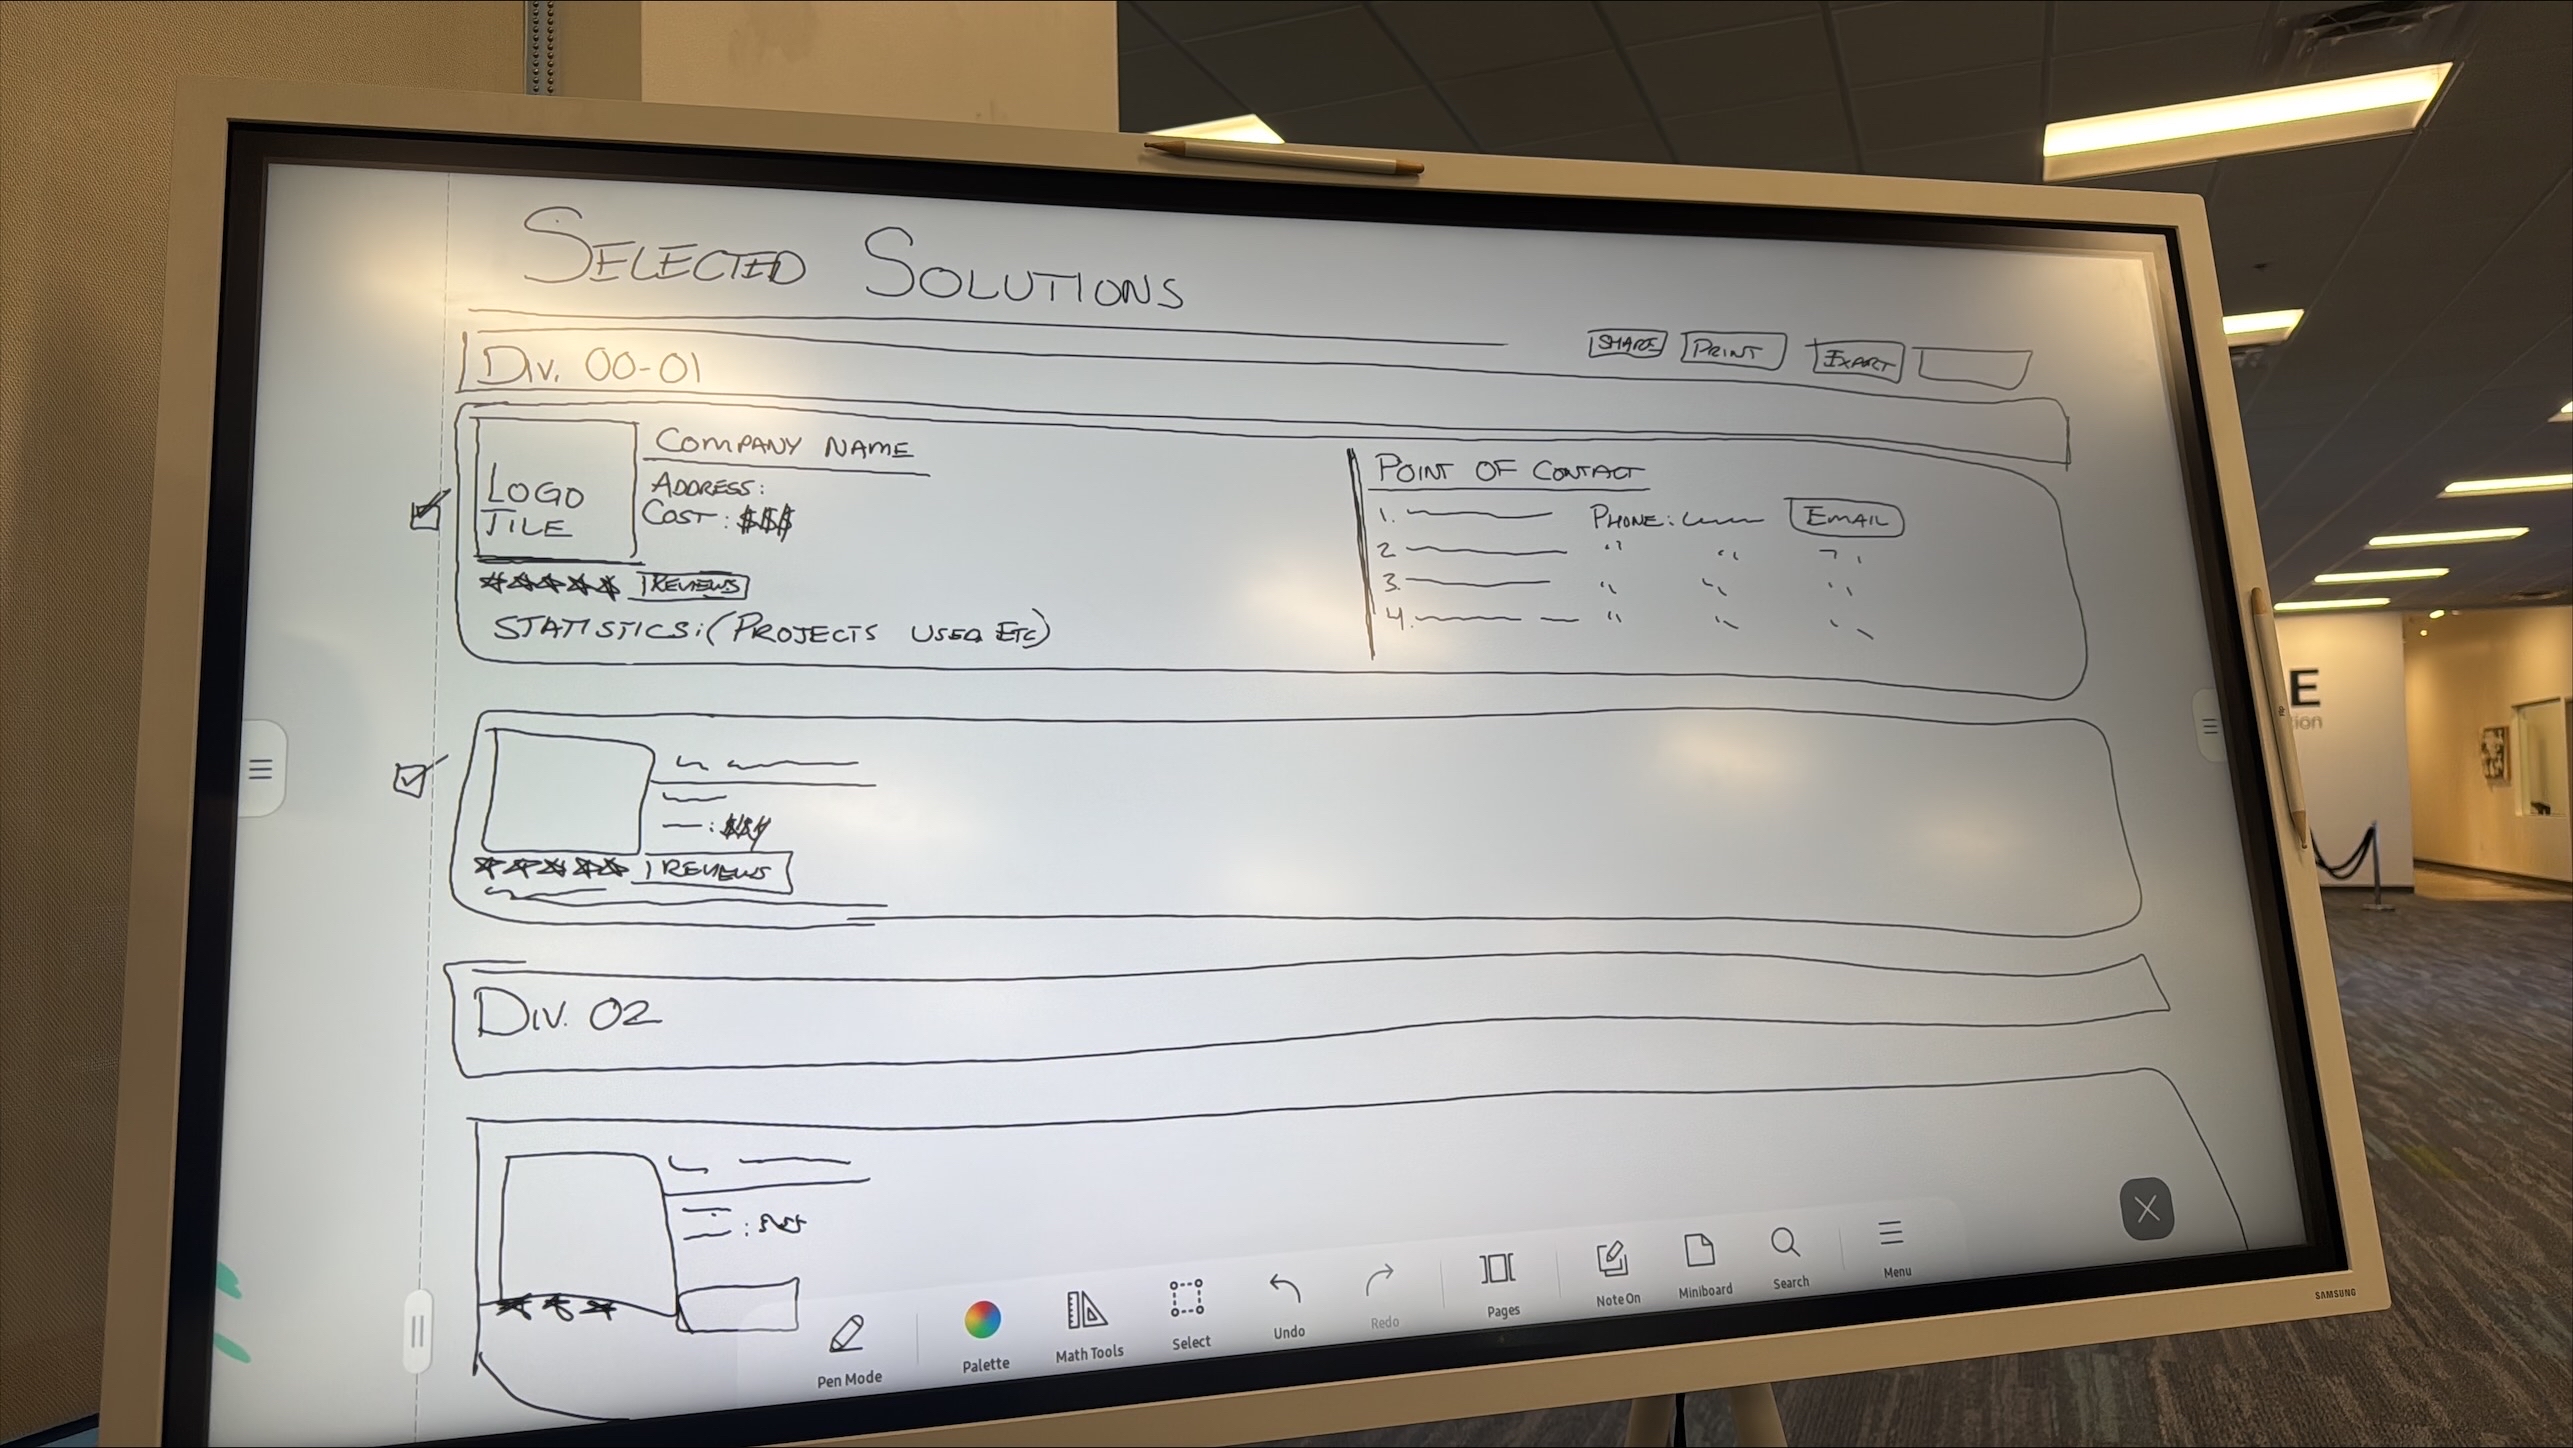 SELECTED SOLUTIONS
SHARE PRINT EXPORT
DIV. 00-01
LOGO
TILE
COMPANY NAME
ADDRESS:
COST: $$$
REVIEWS
STATISTICS: (PROJECTS USED ETC)
POINT OF CONTACT
1. PHONE: EMAIL
2 " " "
3. " " "
4. " " "
: $$$
REVIEWS
DIV. 02
Pen Mode
Palette
Math Tools
Select
Undo
Redo
Pages
Note On
Miniboard
Search
Menu
SAMSUNG
E